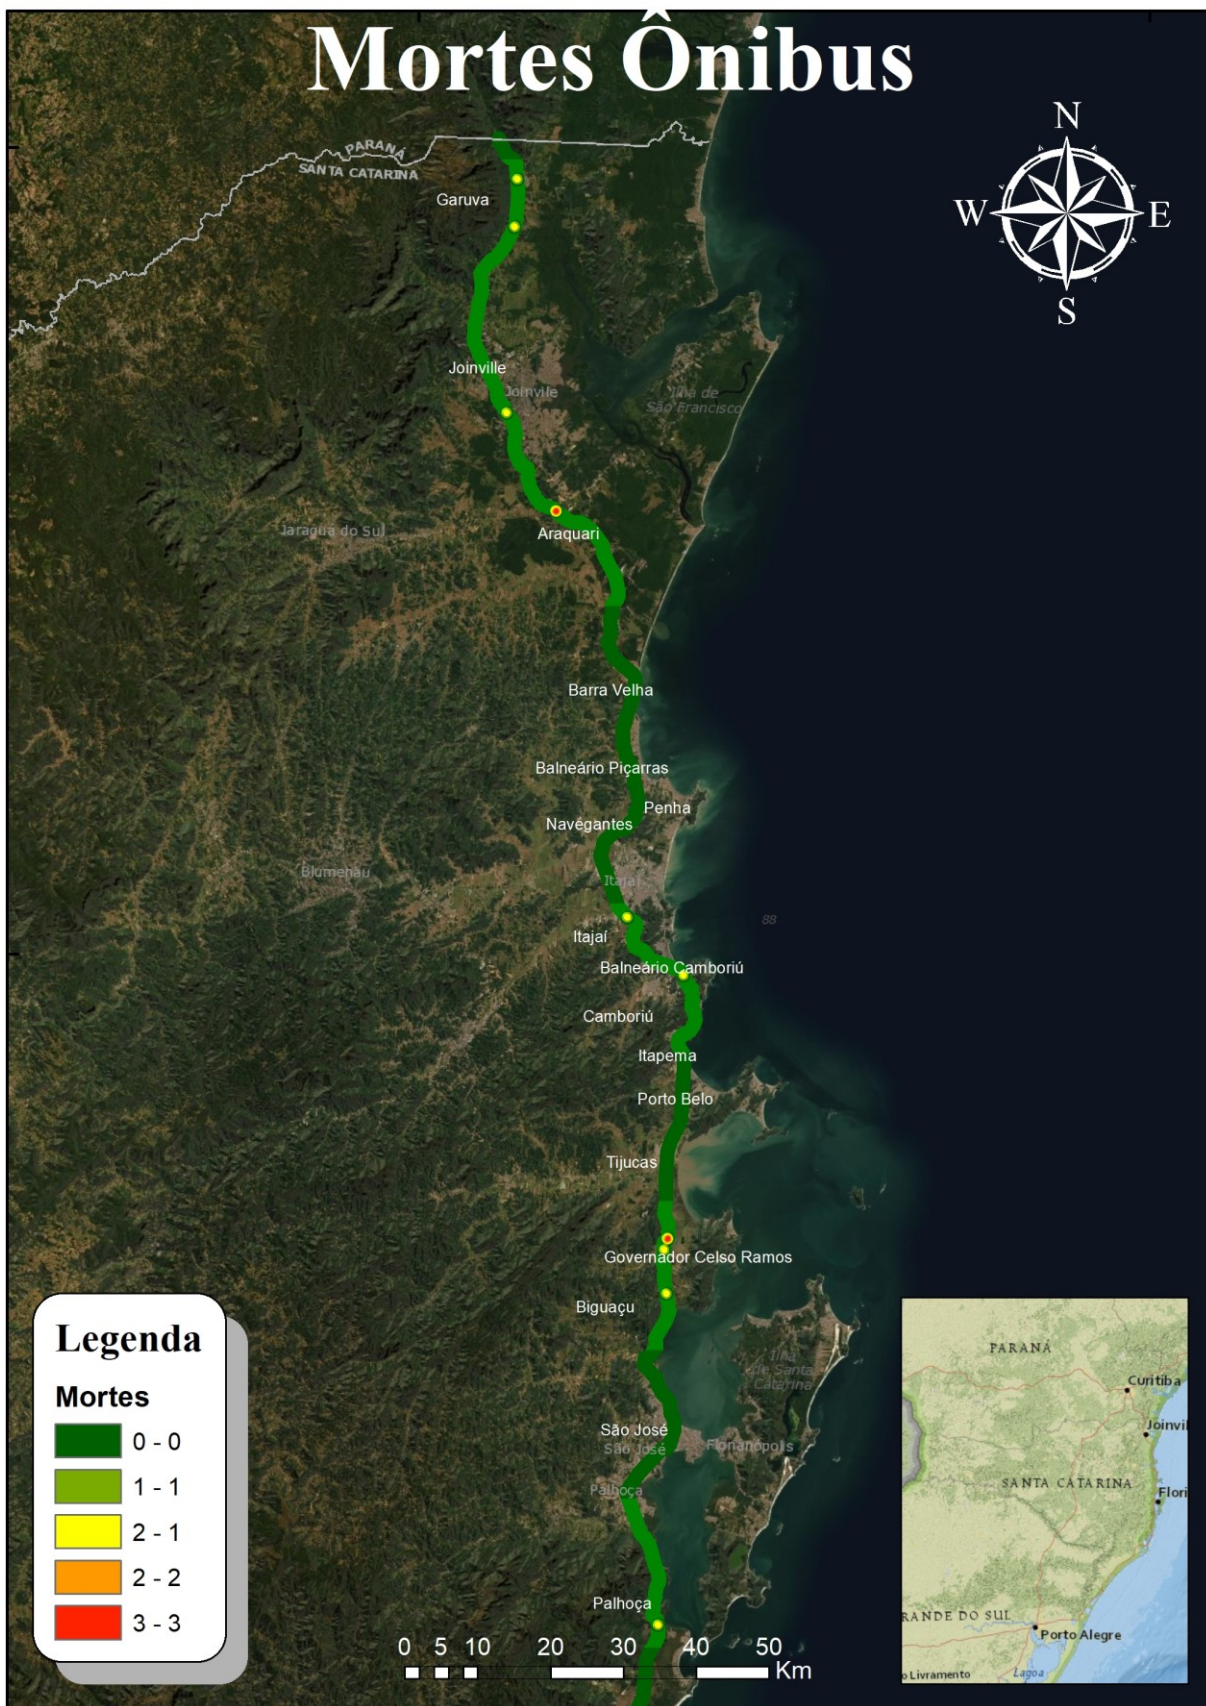 Mortes Ônibus
N
W
E
S
PARANÁ
SANTA CATARINA
Garuva
Joinville
Joinvile
Ilha de
São Francisco
Jaraguá do Sul
Araquari
Barra Velha
Balneário Piçarras
Penha
Navegantes
Blumenau
Itajaí
88
Itajaí
Balneário Camboriú
Camboriú
Itapema
Porto Belo
Tijucas
Governador Celso Ramos
Biguaçu
Ilha
de Santa
Catarina
São José
São José
Florianópolis
Palhoça
Palhoça
0 5 10 20 30 40 50
Km
Legenda
Mortes
0 - 0
1 - 1
2 - 1
2 - 2
3 - 3
PARANÁ
Curitiba
Joinvil
SANTA CATARINA
Flori
RANDE DO SUL
Porto Alegre
o Livramento
Lagoa